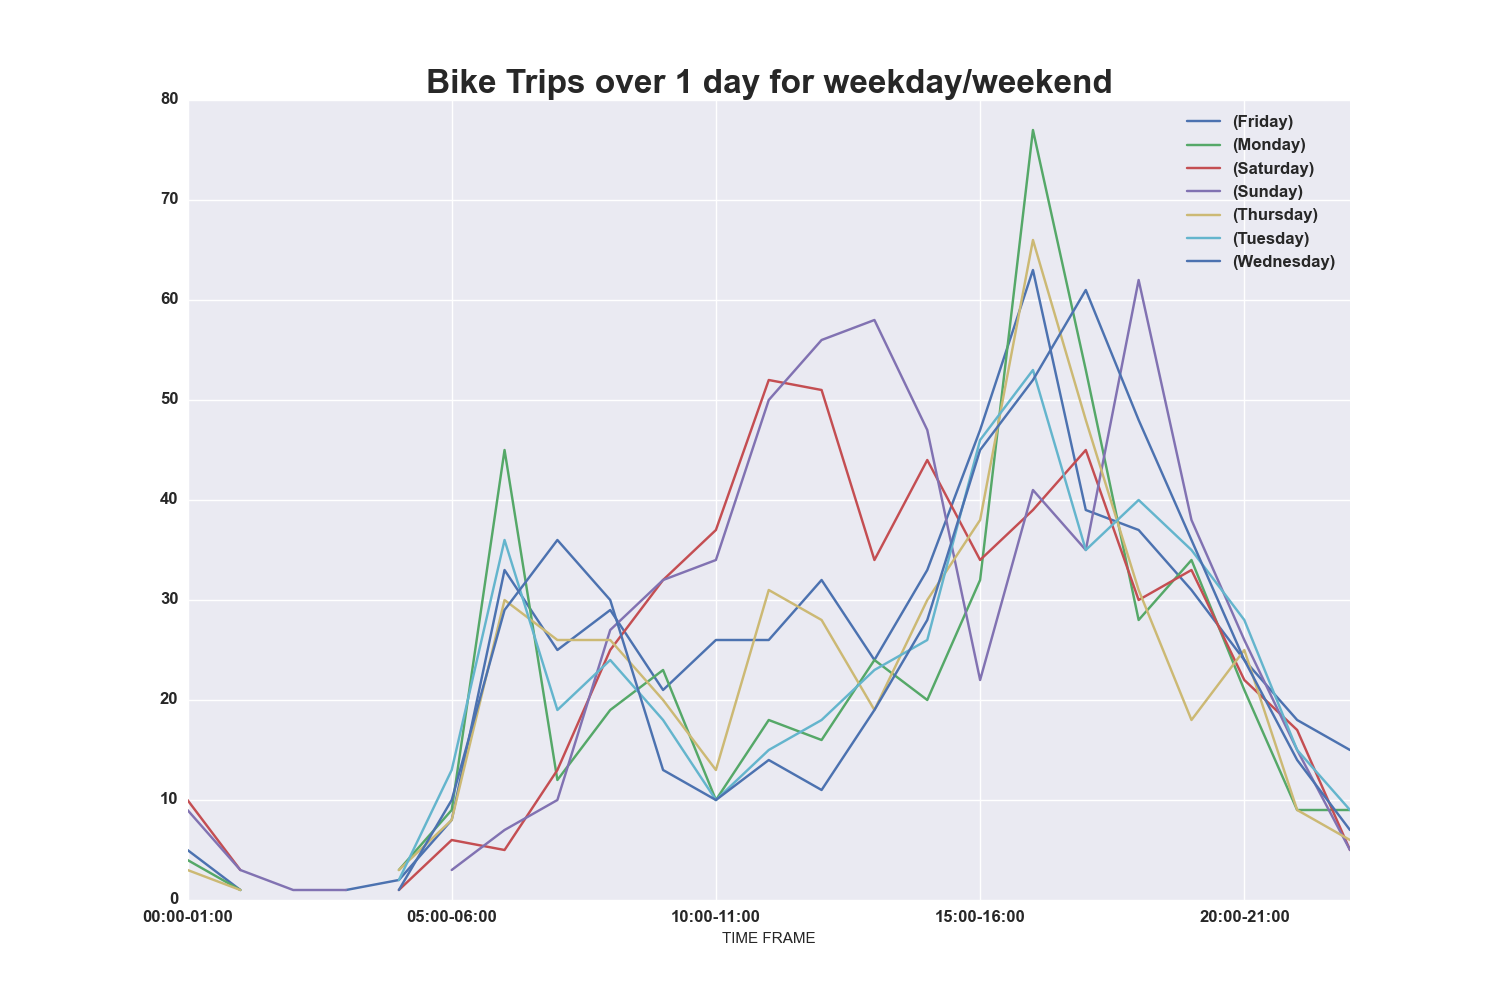 Bike Trips over 1 day for weekday/weekend
80
70
60
50
40
30
20
10
0
(Friday)
(Monday)
(Saturday)
(Sunday)
(Thursday)
(Tuesday)
(Wednesday)
00:00-01:00 05:00-06:00 10:00-11:00 15:00-16:00 20:00-21:00
TIME FRAME